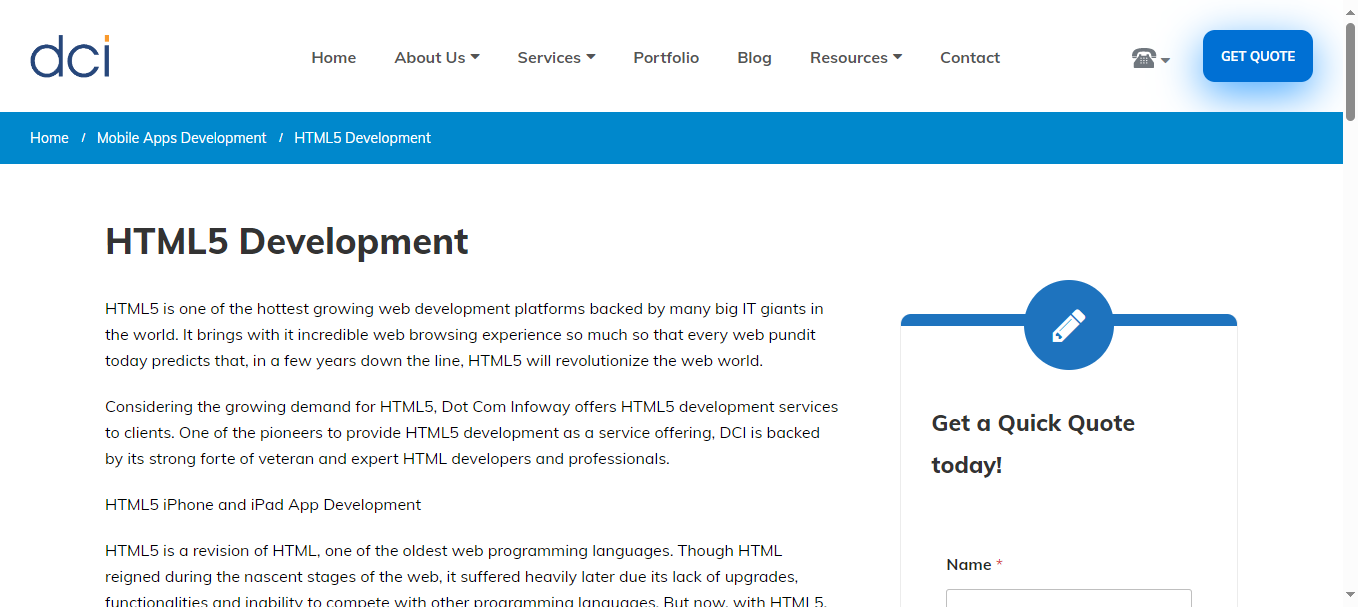 dci
Home About Us Services Portfolio Blog Resources Contact GET QUOTE
Home / Mobile Apps Development / HTML5 Development
HTML5 Development
HTML5 is one of the hottest growing web development platforms backed by many big IT giants in
the world. It brings with it incredible web browsing experience so much so that every web pundit
today predicts that, in a few years down the line, HTML5 will revolutionize the web world.
Considering the growing demand for HTML5, Dot Com Infoway offers HTML5 development services
to clients. One of the pioneers to provide HTML5 development as a service offering, DCI is backed
by its strong forte of veteran and expert HTML developers and professionals.
HTML5 iPhone and iPad App Development
HTML5 is a revision of HTML, one of the oldest web programming languages. Though HTML
reigned during the nascent stages of the web, it suffered heavily later due its lack of upgrades,
functionalities and inability to compete with other programming languages. But now, with HTML5,
Get a Quick Quote
today!
Name *